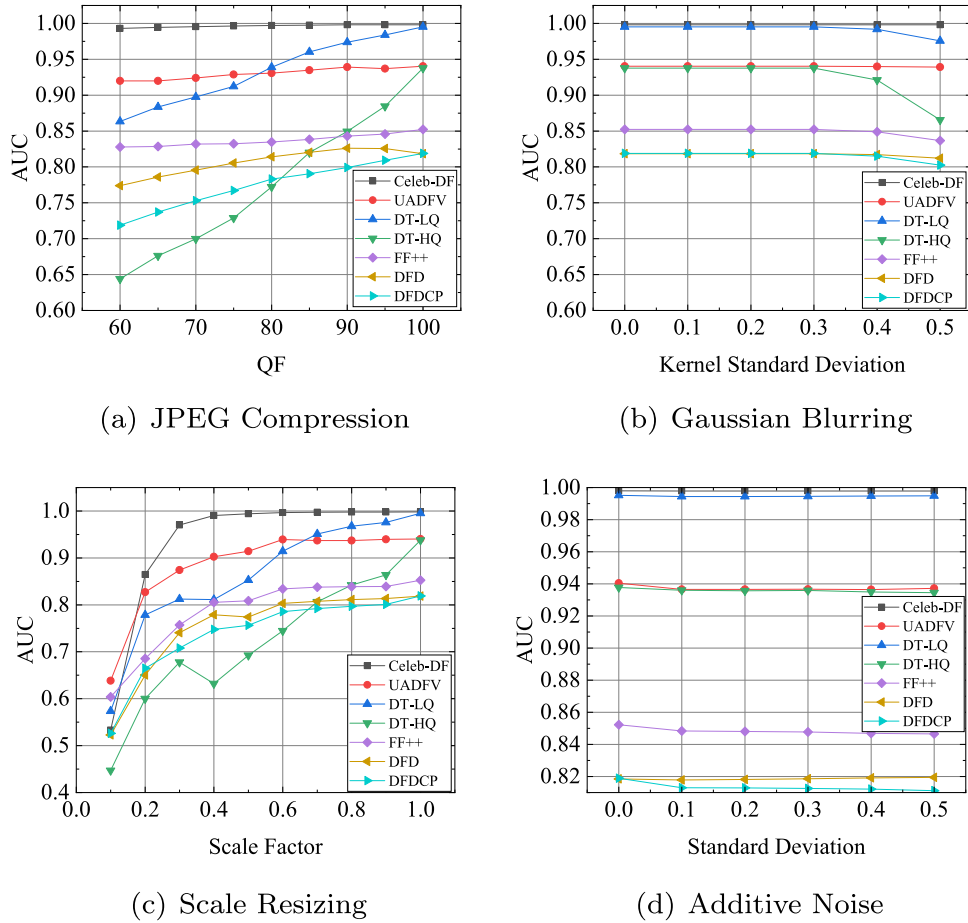 1.00
0.95
0.90
0.85
0.80
0.75
0.70
0.65
0.60
AUC
60
70
80
90
100
QF
Celeb-DF
UADFV
DT-LQ
DT-HQ
FF++
DFD
DFDCP
(a) JPEG Compression
1.00
0.95
0.90
0.85
0.80
0.75
0.70
0.65
0.60
AUC
0.0
0.1
0.2
0.3
0.4
0.5
Kernel Standard Deviation
Celeb-DF
UADFV
DT-LQ
DT-HQ
FF++
DFD
DFDCP
(b) Gaussian Blurring
1.0
0.9
0.8
0.7
0.6
0.5
0.4
AUC
0.2
0.4
0.6
0.8
1.0
Scale Factor
Celeb-DF
UADFV
DT-LQ
DT-HQ
FF++
DFD
DFDCP
(c) Scale Resizing
1.00
0.98
0.96
0.94
0.92
0.90
0.88
0.86
0.84
0.82
AUC
0.0
0.1
0.2
0.3
0.4
0.5
Standard Deviation
Celeb-DF
UADFV
DT-LQ
DT-HQ
FF++
DFD
DFDCP
(d) Additive Noise